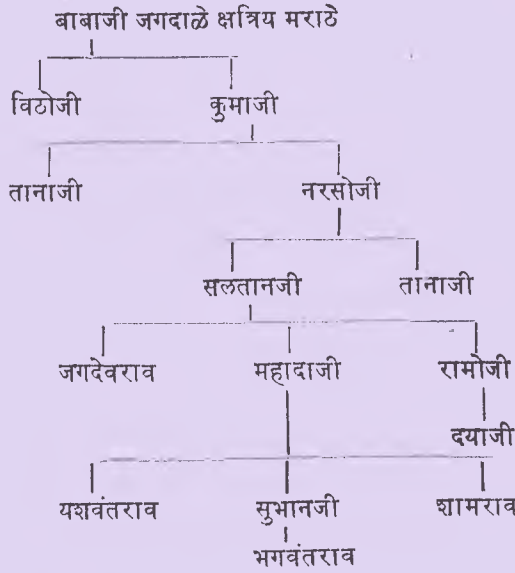 बाबाजी जगदाळे क्षत्रिय मराठे
विठोजी कुमाजी
तानाजी नरसोजी
सलतानजी तानाजी
जगदेवराव महादाजी रामोजी
दयाजी
यशवंतराव सुभानजी शामराव
भगवंतराव